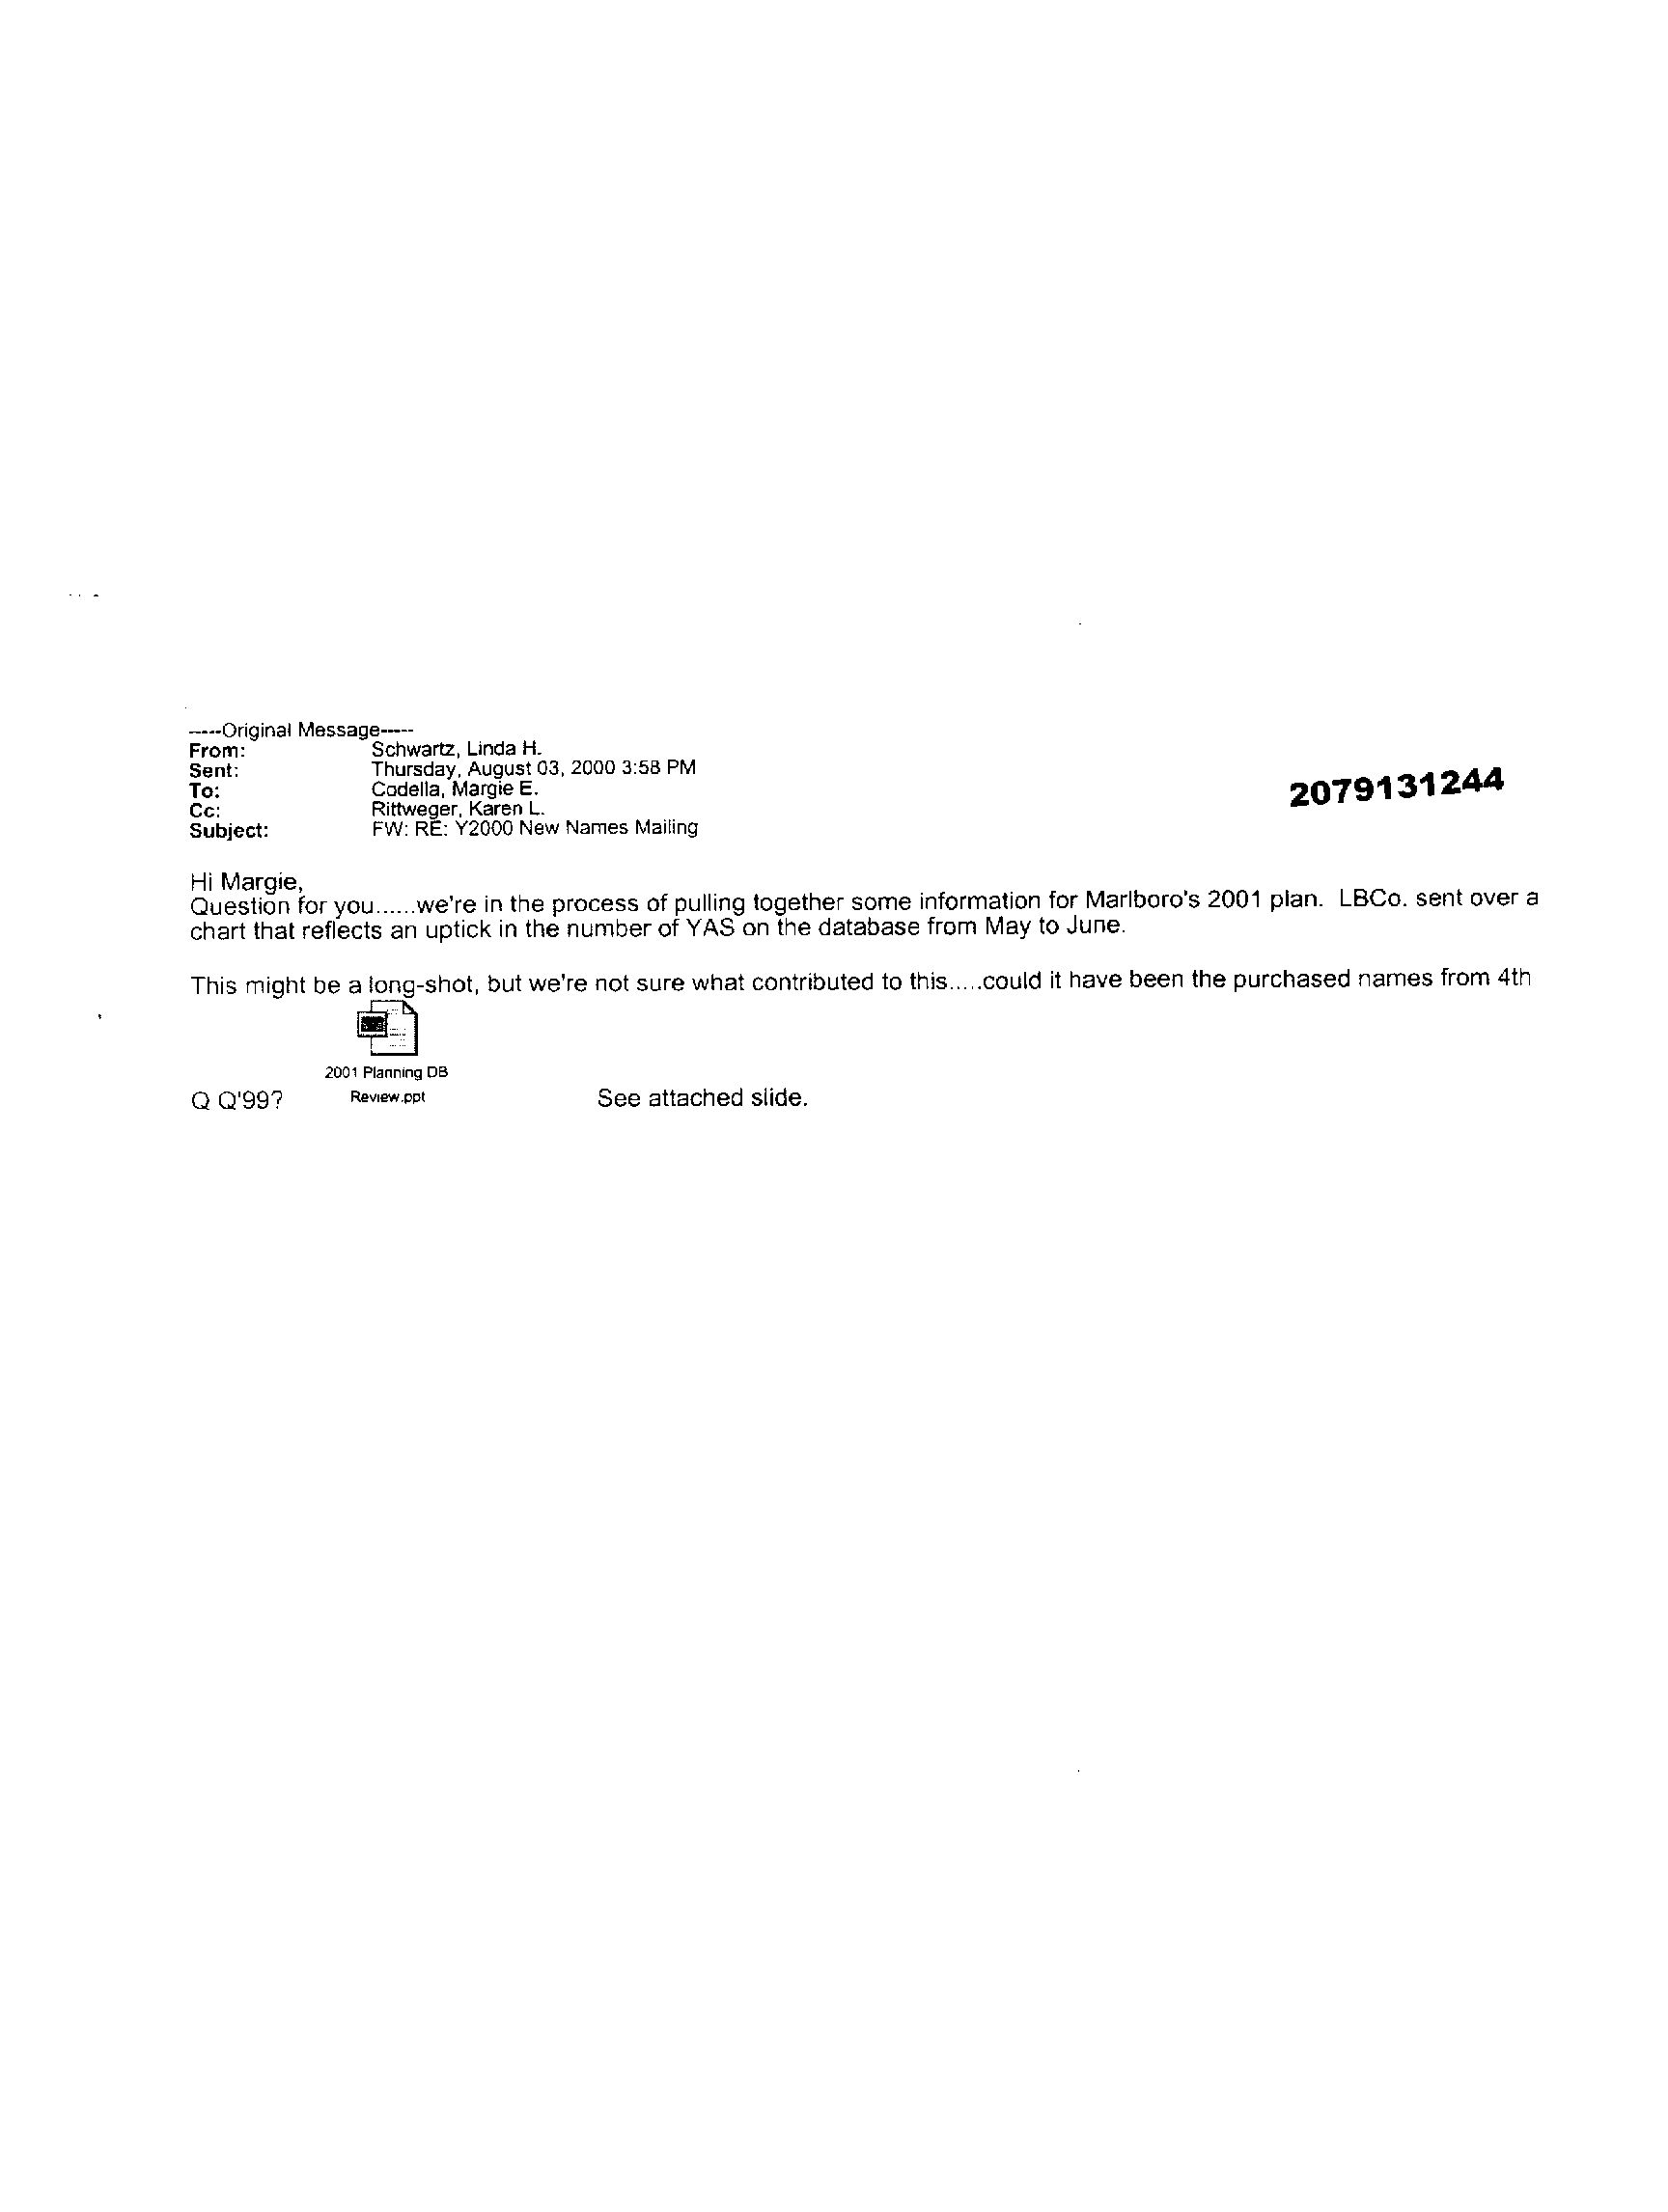 -----Original Message-----
From: Schwartz, Linda H.
Sent: Thursday, August 03, 2000 3:58 PM
To: Codella, Margie E.
Cc: Rittweger, Karen L.
Subject: FW: RE: Y2000 New Names Mailing
2079131244
Hi Margie,
Question for you......we're in the process of pulling together some information for Marlboro's 2001 plan. LBCo. sent over a
chart that reflects an uptick in the number of YAS on the database from May to June.
This might be a long-shot, but we're not sure what contributed to this.....could it have been the purchased names from 4th
2001 Planning DB
Q Q'99? Review.ppt See attached slide.